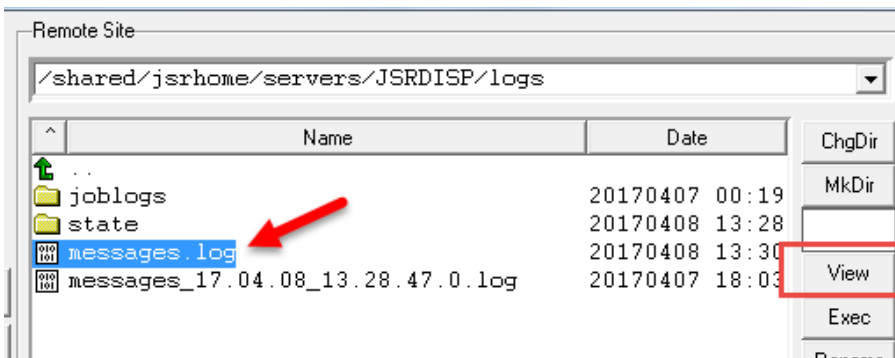 Remote Site
/shared/jsrhome/servers/JSRDISP/logs
^ Name Date
ChgDir
..
joblogs 20170407 00:19
MkDir
state 20170408 13:28
messages.log 20170408 13:30
View
messages_17.04.08_13.28.47.0.log 20170407 18:03
Exec